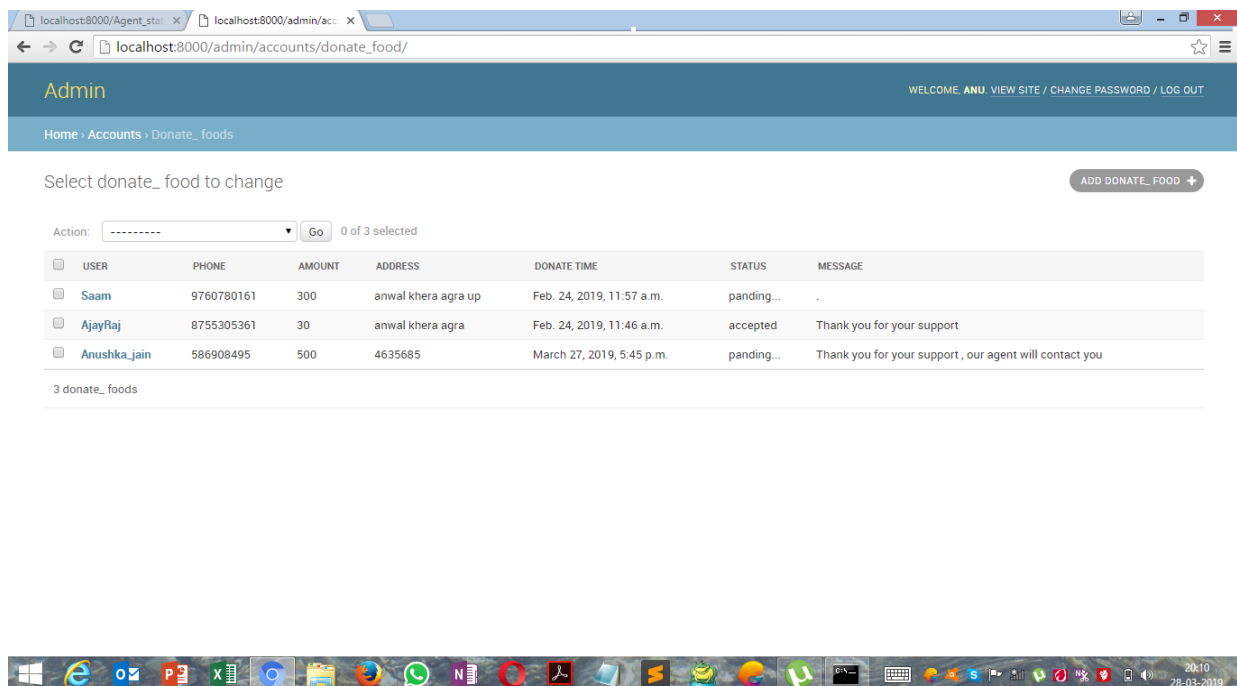 localhost:8000/Agent_stat localhost:8000/admin/acc
localhost:8000/admin/accounts/donate_food/
Admin WELCOME, ANU. VIEW SITE / CHANGE PASSWORD / LOG OUT
Home › Accounts › Donate_ foods
Select donate_ food to change ADD DONATE_ FOOD +
Action: --------- Go 0 of 3 selected
USER PHONE AMOUNT ADDRESS DONATE TIME STATUS MESSAGE
Saam 9760780161 300 anwal khera agra up Feb. 24, 2019, 11:57 a.m. panding... .
AjayRaj 8755305361 30 anwal khera agra Feb. 24, 2019, 11:46 a.m. accepted Thank you for your support
Anushka_jain 586908495 500 4635685 March 27, 2019, 5:45 p.m. panding... Thank you for your support , our agent will contact you
3 donate_ foods
20:10
28-03-2019